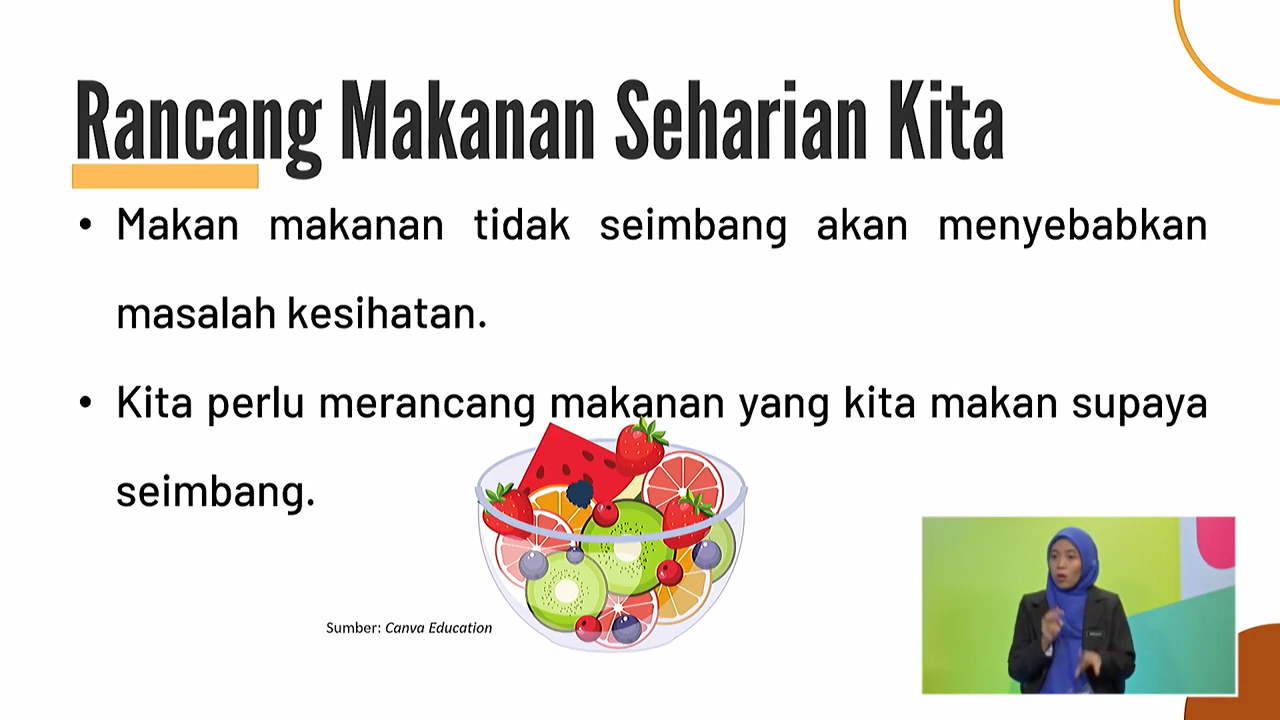 Rancang Makanan Seharian Kita
• Makan makanan tidak seimbang akan menyebabkan
masalah kesihatan.
• Kita perlu merancang makanan yang kita makan supaya
seimbang.
Sumber: Canva Education